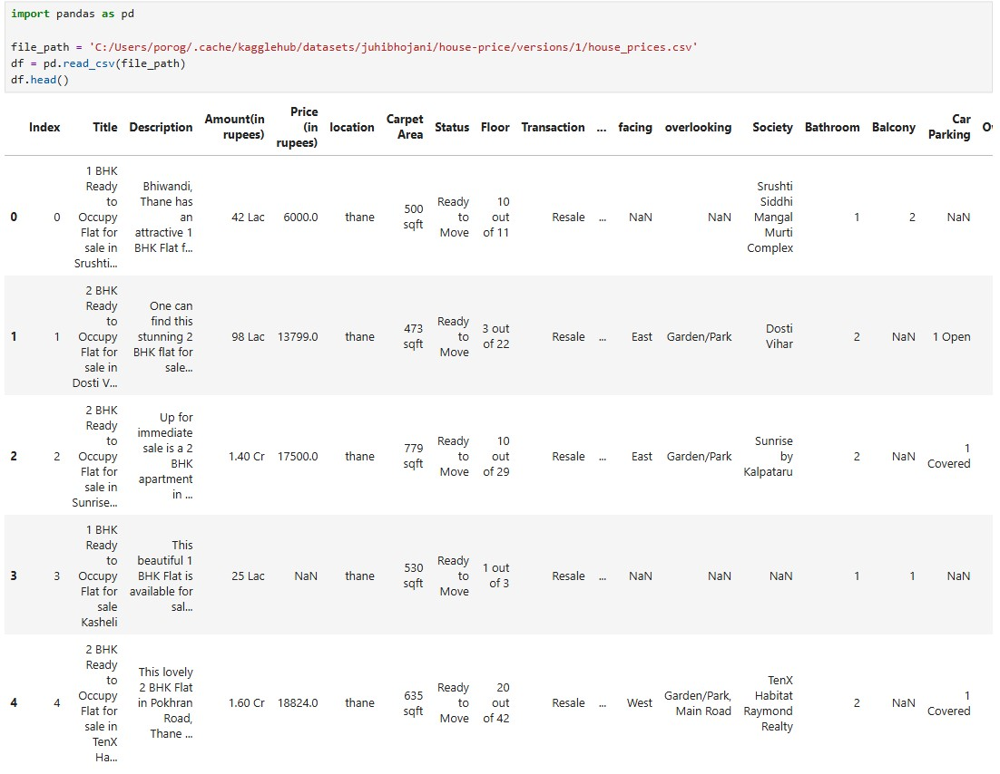 import pandas as pd
file_path = 'C:/Users/porog/.cache/kagglehub/datasets/juhibhojani/house-price/versions/1/house_prices.csv'
df = pd.read_csv(file_path)
df.head()
Index Title Description Amount(in rupees) Price (in rupees) location Carpet Area Status Floor Transaction ... facing overlooking Society Bathroom Balcony Car Parking Ov
0 0 1 BHK Ready to Occupy Flat for sale in Srushti... Bhiwandi, Thane has an attractive 1 BHK Flat f... 42 Lac 6000.0 thane 500 sqft Ready to Move 10 out of 11 Resale ... NaN NaN Srushti Siddhi Mangal Murti Complex 1 2 NaN
1 1 2 BHK Ready to Occupy Flat for sale in Dosti V... One can find this stunning 2 BHK flat for sale... 98 Lac 13799.0 thane 473 sqft Ready to Move 3 out of 22 Resale ... East Garden/Park Dosti Vihar 2 NaN 1 Open
2 2 2 BHK Ready to Occupy Flat for sale in Sunrise... Up for immediate sale is a 2 BHK apartment in ... 1.40 Cr 17500.0 thane 779 sqft Ready to Move 10 out of 29 Resale ... East Garden/Park Sunrise by Kalpataru 2 NaN 1 Covered
3 3 1 BHK Ready to Occupy Flat for sale Kasheli This beautiful 1 BHK Flat is available for sal... 25 Lac NaN thane 530 sqft Ready to Move 1 out of 3 Resale ... NaN NaN NaN 1 1 NaN
4 4 2 BHK Ready to Occupy Flat for sale in TenX Ha... This lovely 2 BHK Flat in Pokhran Road, Thane ... 1.60 Cr 18824.0 thane 635 sqft Ready to Move 20 out of 42 Resale ... West Garden/Park, Main Road TenX Habitat Raymond Realty 2 NaN 1 Covered